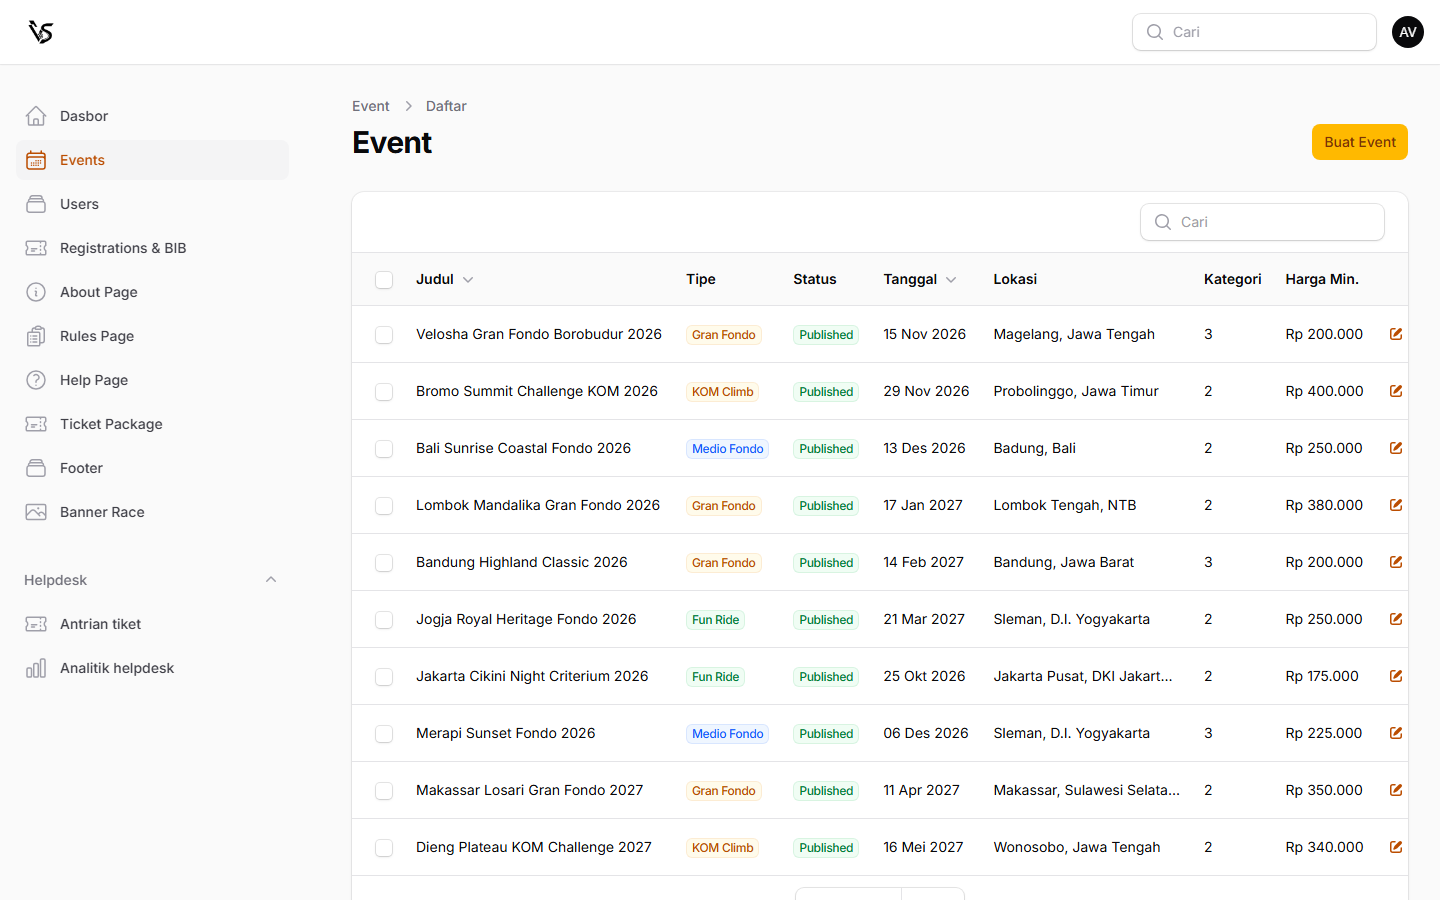 VS
Cari
AV
Dasbor
Events
Users
Registrations & BIB
About Page
Rules Page
Help Page
Ticket Package
Footer
Banner Race
Helpdesk
Antrian tiket
Analitik helpdesk
Event > Daftar
Event
Buat Event
Cari
Judul Tipe Status Tanggal Lokasi Kategori Harga Min.
Velosha Gran Fondo Borobudur 2026 Gran Fondo Published 15 Nov 2026 Magelang, Jawa Tengah 3 Rp 200.000
Bromo Summit Challenge KOM 2026 KOM Climb Published 29 Nov 2026 Probolinggo, Jawa Timur 2 Rp 400.000
Bali Sunrise Coastal Fondo 2026 Medio Fondo Published 13 Des 2026 Badung, Bali 2 Rp 250.000
Lombok Mandalika Gran Fondo 2026 Gran Fondo Published 17 Jan 2027 Lombok Tengah, NTB 2 Rp 380.000
Bandung Highland Classic 2026 Gran Fondo Published 14 Feb 2027 Bandung, Jawa Barat 3 Rp 200.000
Jogja Royal Heritage Fondo 2026 Fun Ride Published 21 Mar 2027 Sleman, D.I. Yogyakarta 2 Rp 250.000
Jakarta Cikini Night Criterium 2026 Fun Ride Published 25 Okt 2026 Jakarta Pusat, DKI Jakart... 2 Rp 175.000
Merapi Sunset Fondo 2026 Medio Fondo Published 06 Des 2026 Sleman, D.I. Yogyakarta 3 Rp 225.000
Makassar Losari Gran Fondo 2027 Gran Fondo Published 11 Apr 2027 Makassar, Sulawesi Selata... 2 Rp 350.000
Dieng Plateau KOM Challenge 2027 KOM Climb Published 16 Mei 2027 Wonosobo, Jawa Tengah 2 Rp 340.000